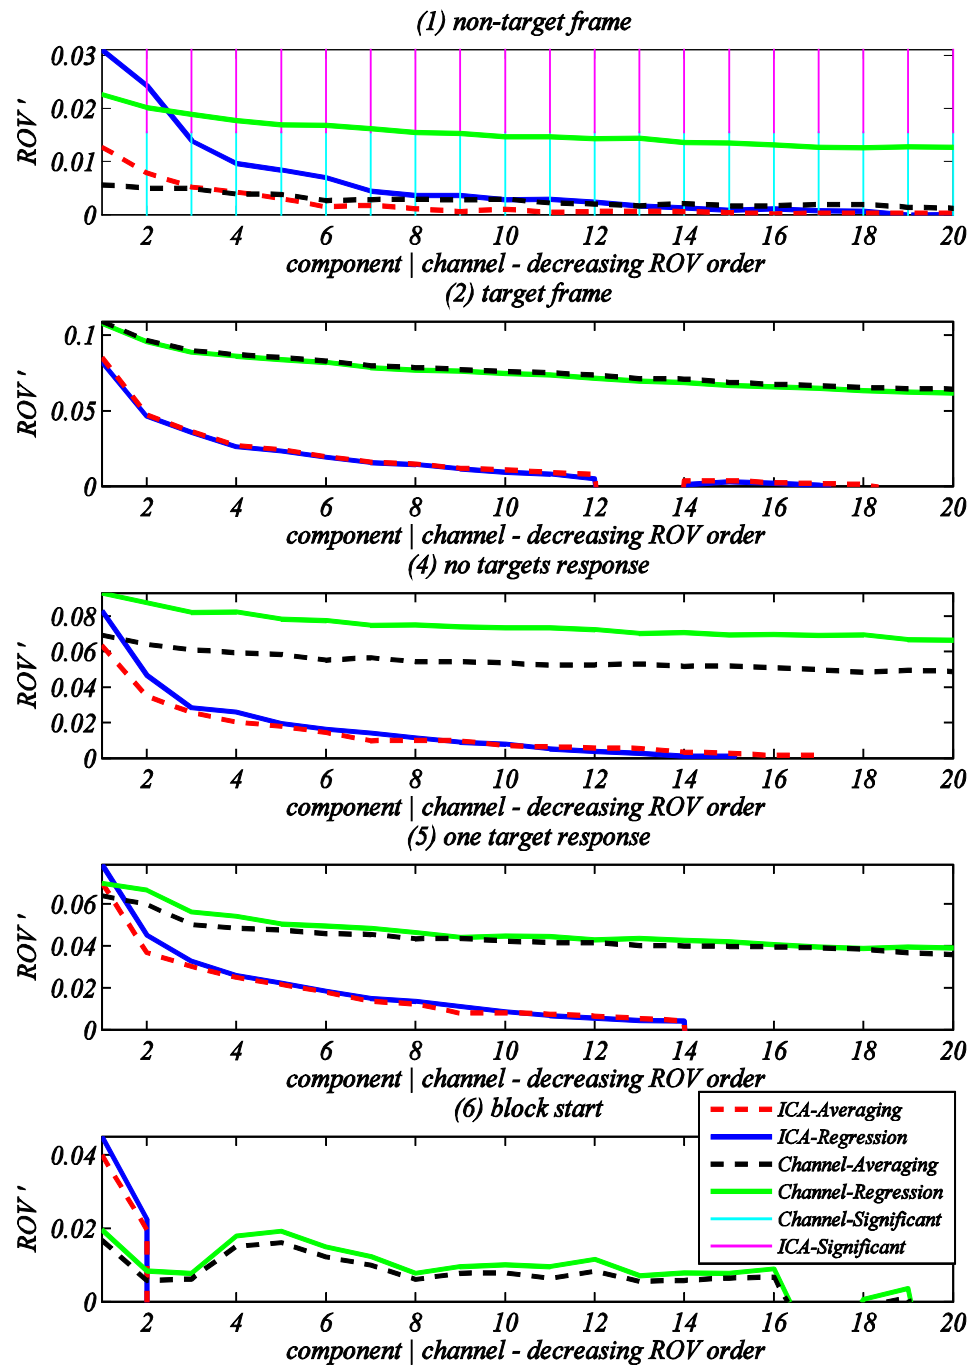 (1) non-target frame
0.03
0.02
0.01
0
ROV '
2 4 6 8 10 12 14 16 18 20
component | channel - decreasing ROV order
(2) target frame
0.1
0.05
0
ROV '
2 4 6 8 10 12 14 16 18 20
component | channel - decreasing ROV order
(4) no targets response
0.08
0.06
0.04
0.02
0
ROV '
2 4 6 8 10 12 14 16 18 20
component | channel - decreasing ROV order
(5) one target response
0.06
0.04
0.02
0
ROV '
2 4 6 8 10 12 14 16 18 20
component | channel - decreasing ROV order
(6) block start
ICA-Averaging
ICA-Regression
Channel-Averaging
Channel-Regression
Channel-Significant
ICA-Significant
0.04
0.02
0
ROV '
2 4 6 8 10 12 14 16 18 20
component | channel - decreasing ROV order